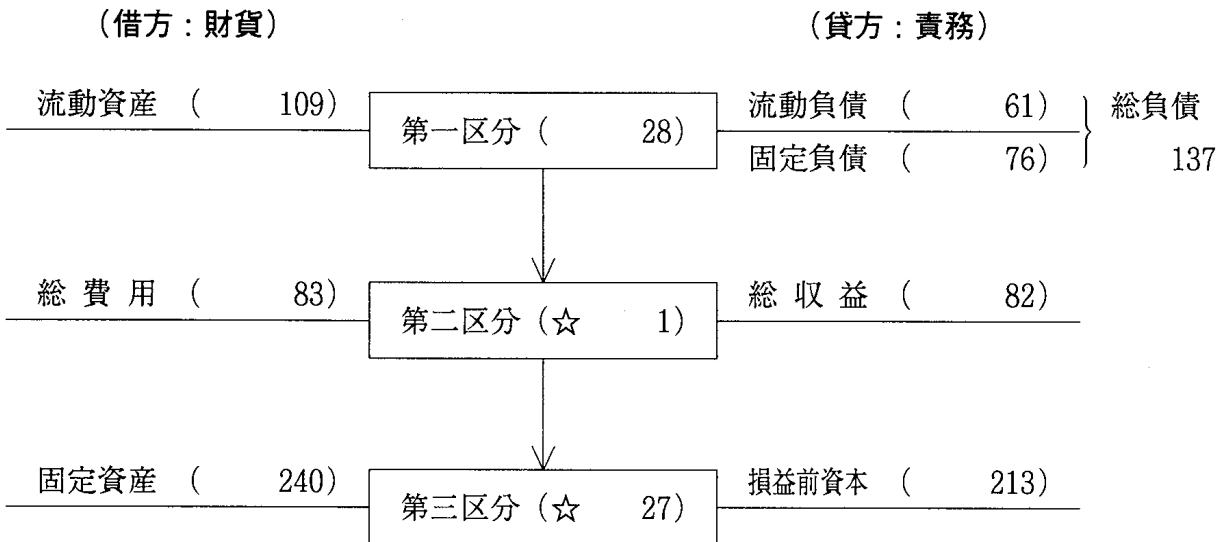 (借方：財貨) (貸方：責務)
流動資産 ( 109) 第一区分 ( 28) 流動負債 ( 61) 総負債
固定負債 ( 76) 137
総費用 ( 83) 第二区分 (☆ 1) 総収益 ( 82)
固定資産 ( 240) 第三区分 (☆ 27) 損益前資本 ( 213)